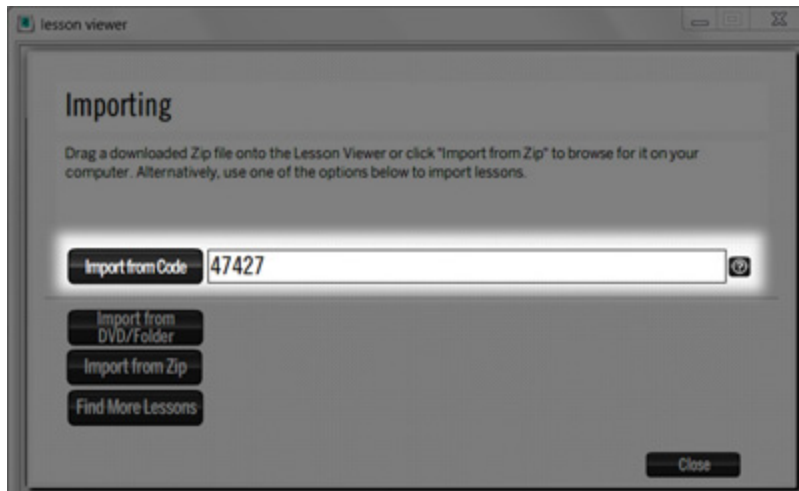 lesson viewer
Importing
Drag a downloaded Zip file onto the Lesson Viewer or click "Import from Zip" to browse for it on your
computer. Alternatively, use one of the options below to import lessons.
Import from Code 47427
Import from
DVD/Folder
Import from Zip
Find More Lessons
Close